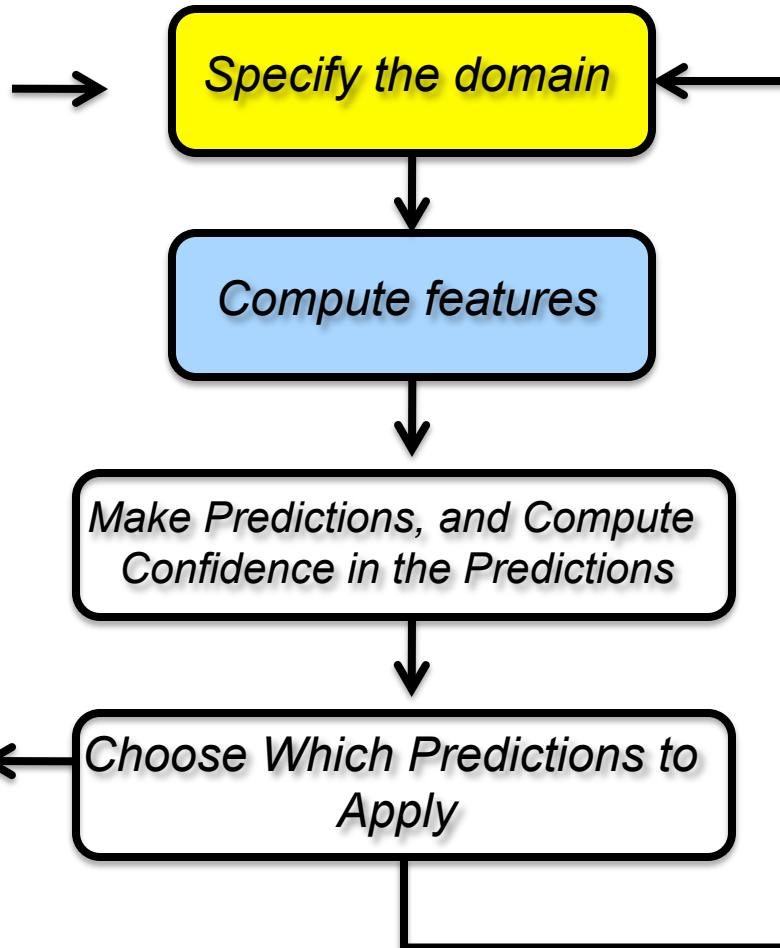 Specify the domain
Compute features
Make Predictions, and Compute
Confidence in the Predictions
Choose Which Predictions to
Apply